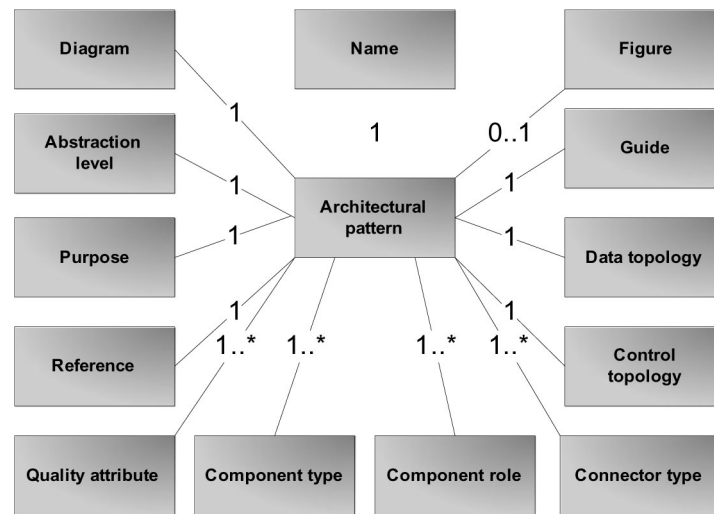 Diagram
Name
Figure
1
1
0..1
Abstraction
level
Guide
1
1
Architectural
pattern
Purpose
1
1
Data topology
Reference
1
1
Control
topology
1..*
1..*
1..*
1..*
Quality attribute
Component type
Component role
Connector type